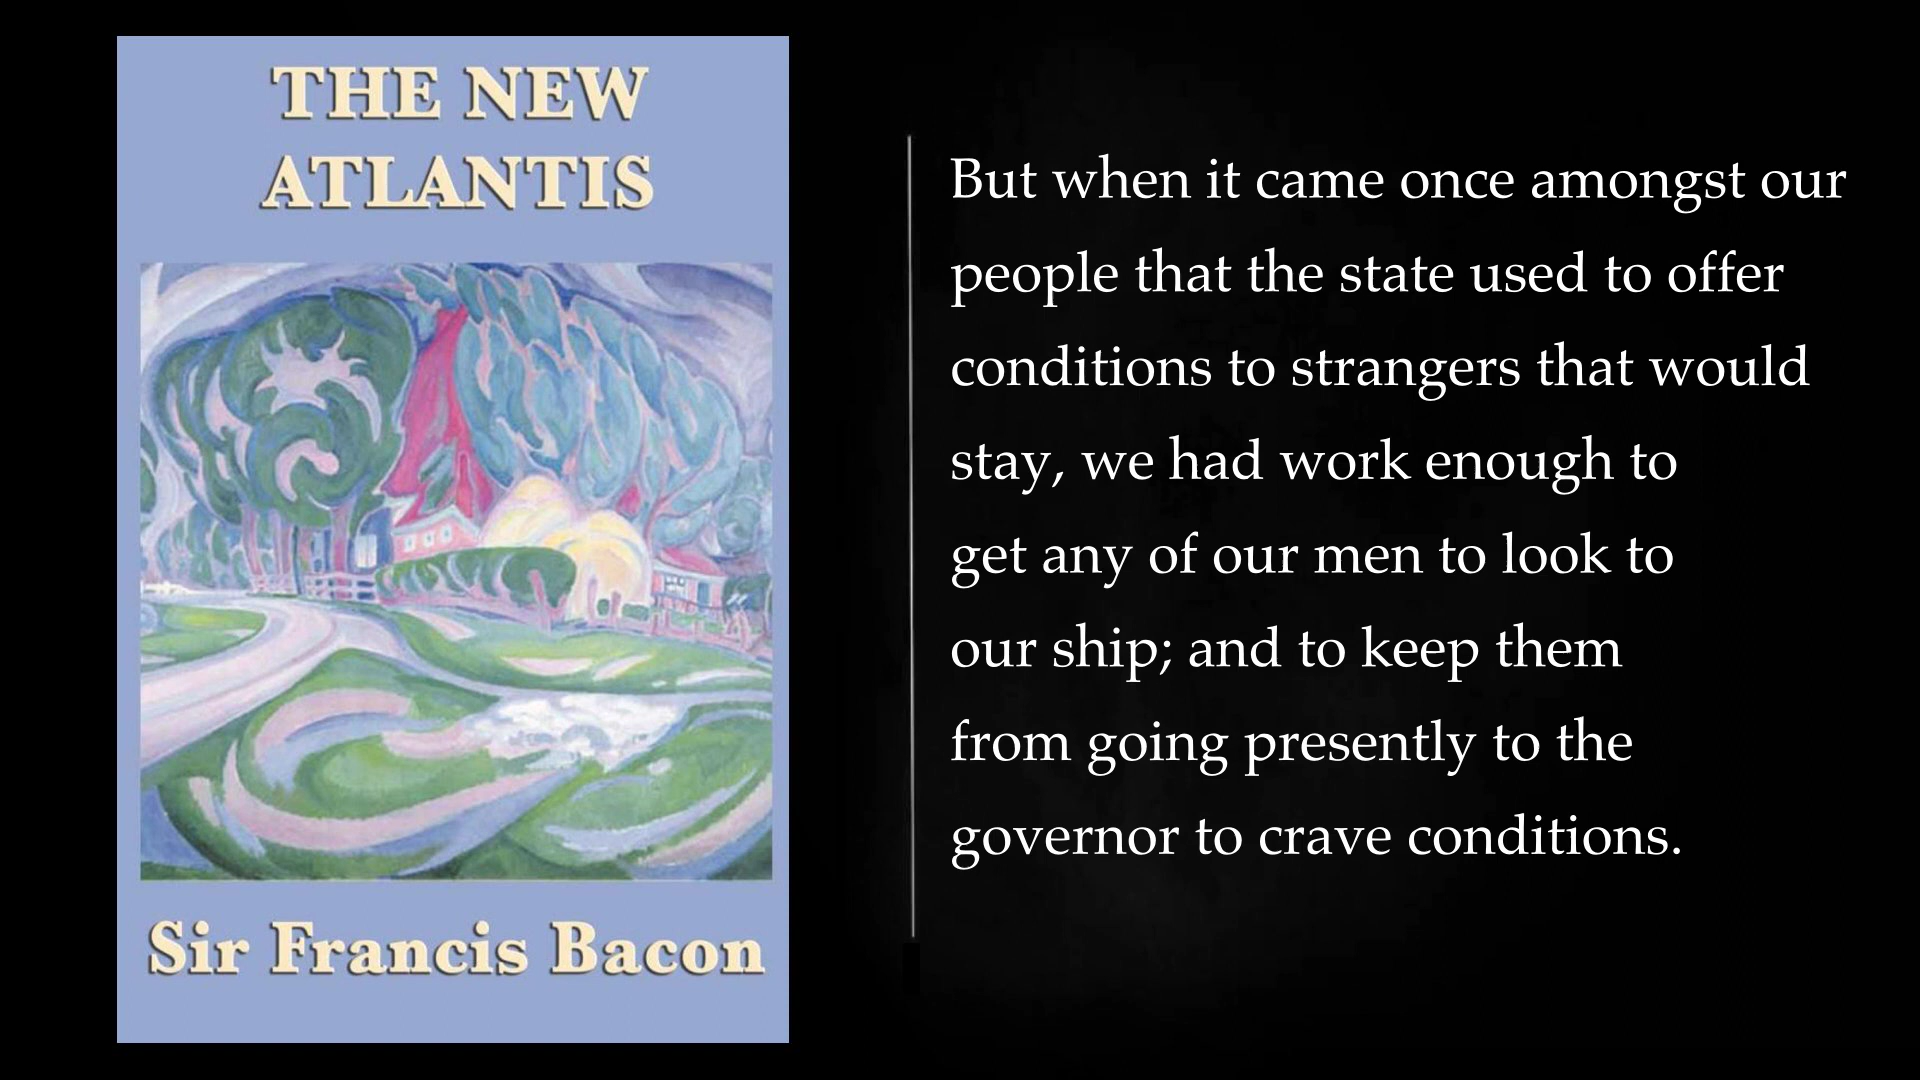 THE NEW
ATLANTIS
Sir Francis Bacon
But when it came once amongst our
people that the state used to offer
conditions to strangers that would
stay, we had work enough to
get any of our men to look to
our ship; and to keep them
from going presently to the
governor to crave conditions.